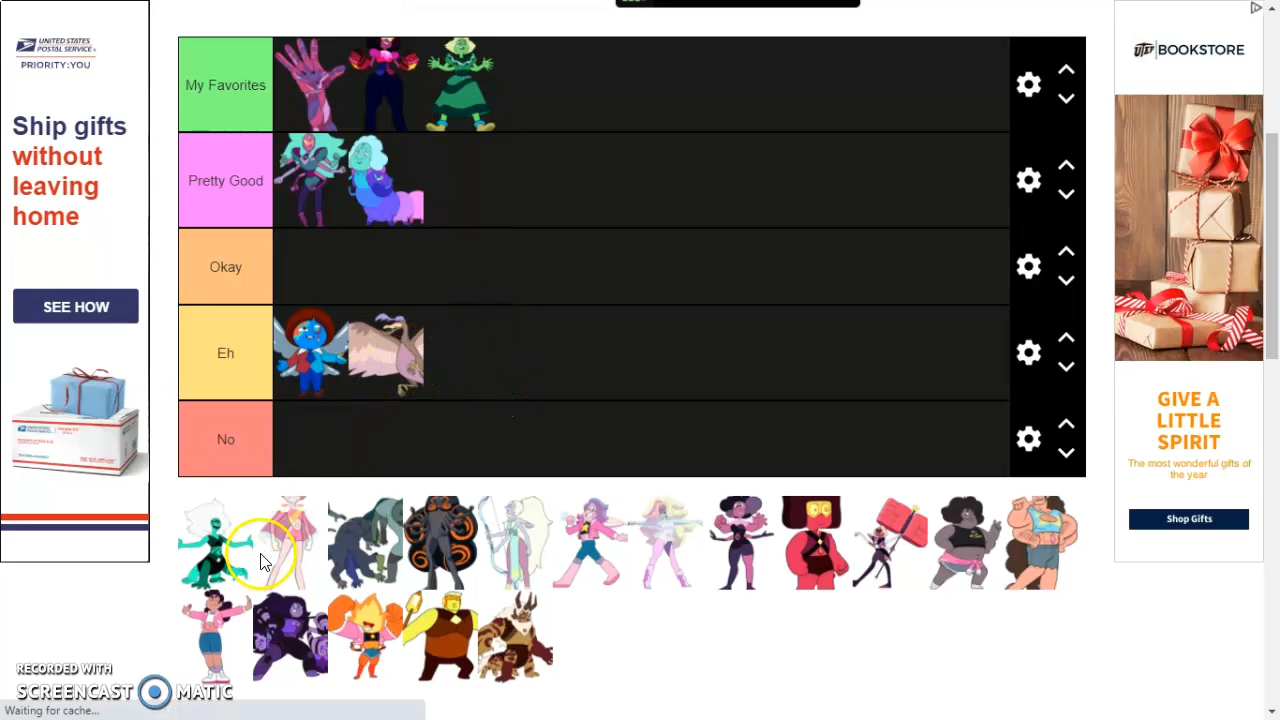 UNITED STATES
POSTAL SERVICE®
PRIORITY:YOU
Ship gifts
without
leaving
home
SEE HOW
My Favorites
Pretty Good
Okay
Eh
No
UTEP BOOKSTORE
GIVE A
LITTLE
SPIRIT
The most wonderful gifts of
the year
Shop Gifts
RECORDED WITH
SCREENCAST MATIC
Waiting for cache...